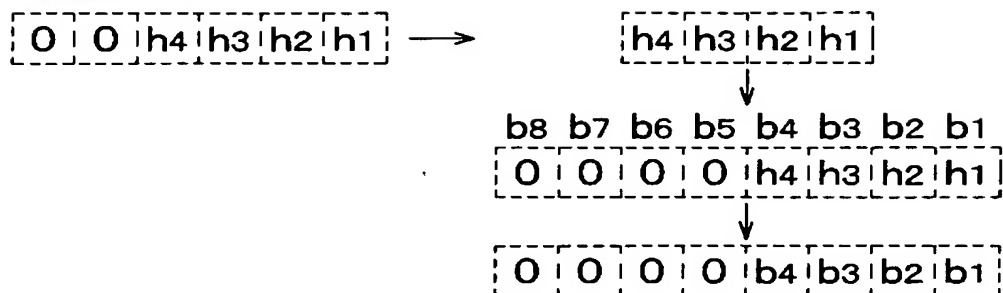 0 0 h4 h3 h2 h1 h4 h3 h2 h1
b8 b7 b6 b5 b4 b3 b2 b1
0 0 0 0 h4 h3 h2 h1
0 0 0 0 b4 b3 b2 b1